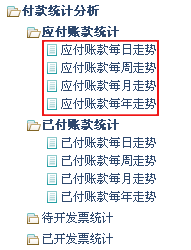 付款统计分析
应付账款统计
应付账款每日走势
应付账款每周走势
应付账款每月走势
应付账款每年走势
已付账款统计
已付账款每日走势
已付账款每周走势
已付账款每月走势
已付账款每年走势
待开发票统计
已开发票统计